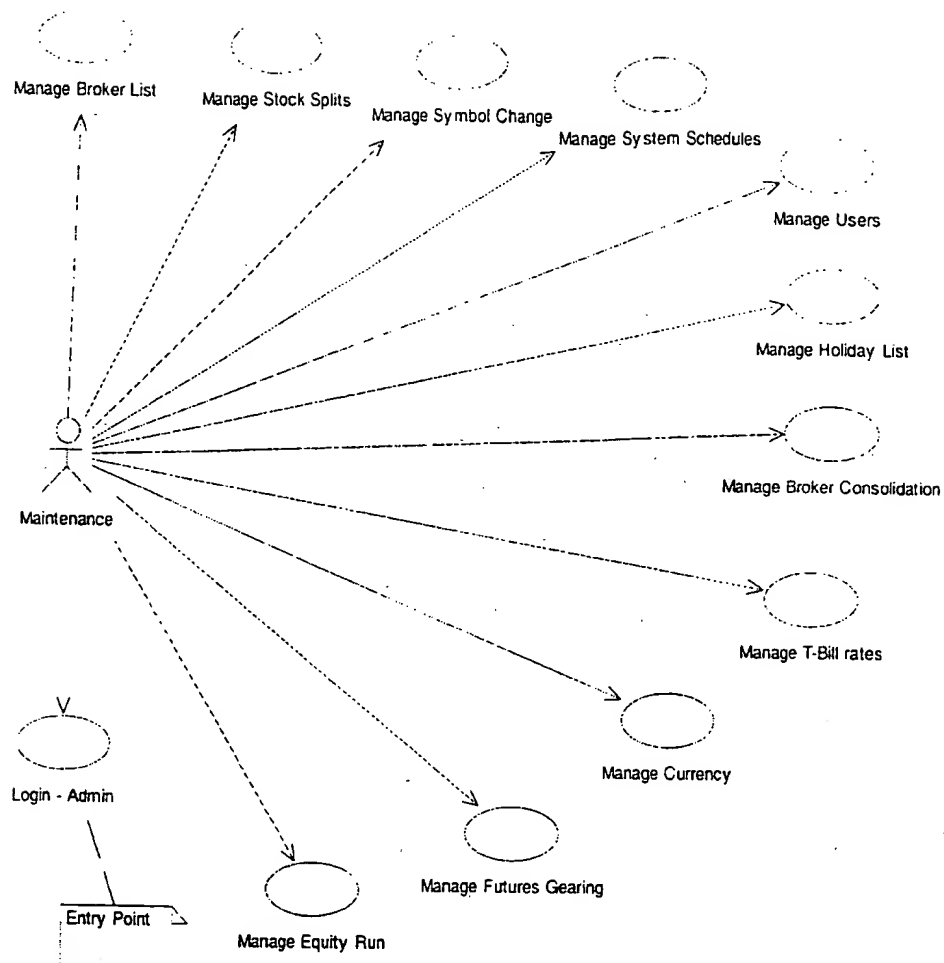 Manage Broker List
Manage Stock Splits
Manage Symbol Change
Manage System Schedules
Manage Users
Manage Holiday List
Manage Broker Consolidation
Maintenance
Manage T-Bill rates
Manage Currency
Login - Admin
Manage Futures Gearing
Entry Point
Manage Equity Run